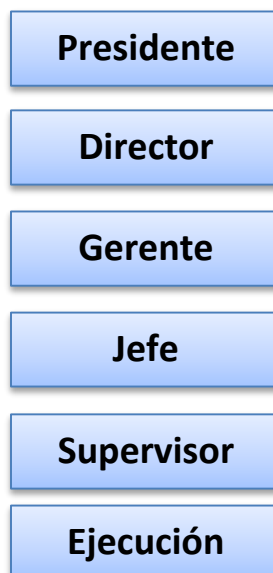 Presidente
Director
Gerente
Jefe
Supervisor
Ejecución